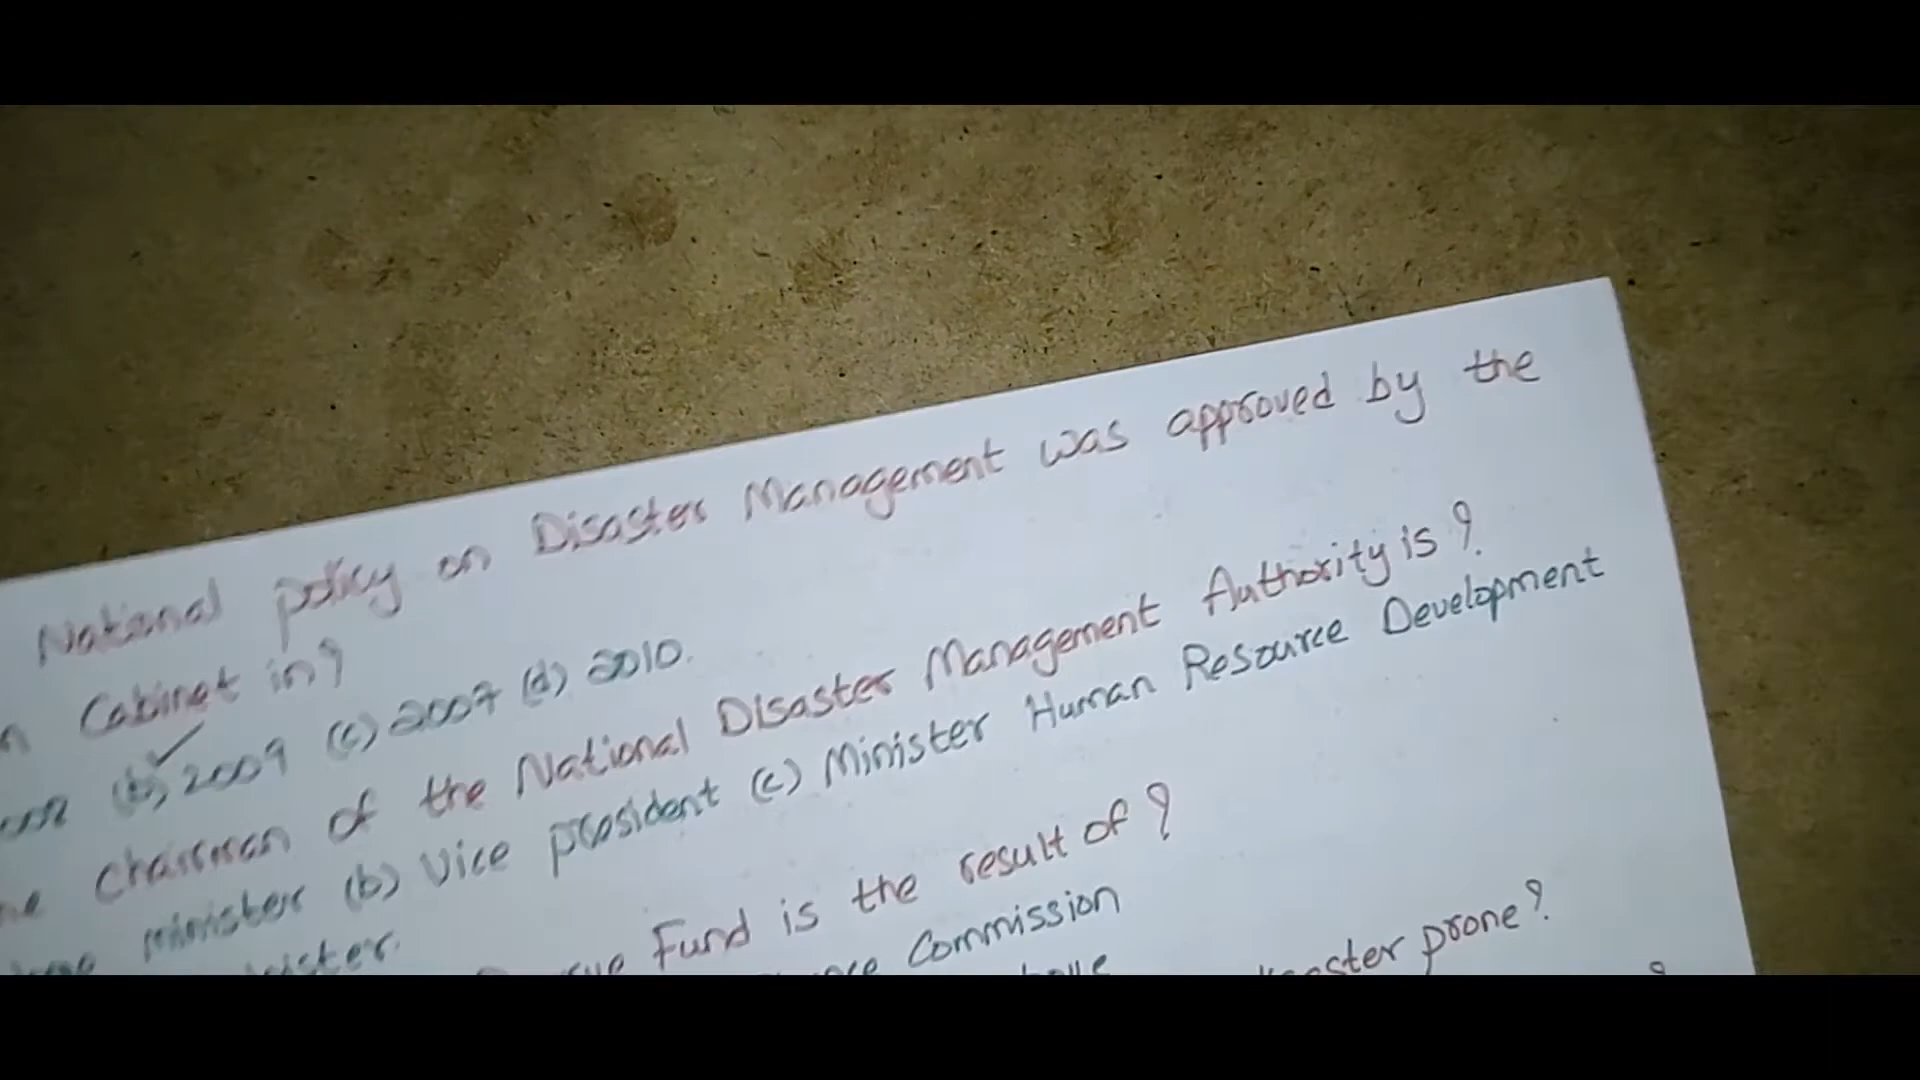 National policy on Disaster Management was approved by the
Cabinet in?
(b) 2009 (c) 2007 (d) 2010.
chairman of the National Disaster Management Authority is?
minister (b) Vice president (c) Minister Human Resource Development
Fund is the result of?
Commission
prone?